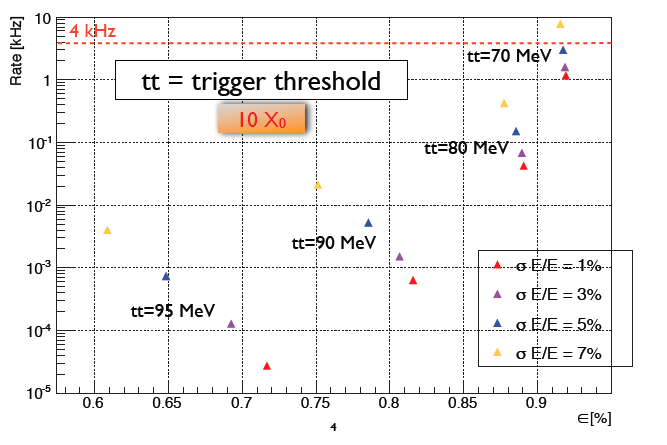 Rate [kHz]
10
4 kHz
tt=70 MeV
1
tt = trigger threshold
10 X₀
10⁻¹
tt=80 MeV
10⁻²
tt=90 MeV
10⁻³
σ E/E = 1%
σ E/E = 3%
tt=95 MeV
σ E/E = 5%
10⁻⁴
σ E/E = 7%
10⁻⁵
0.6 0.65 0.7 0.75 0.8 0.85 0.9
∈[%]